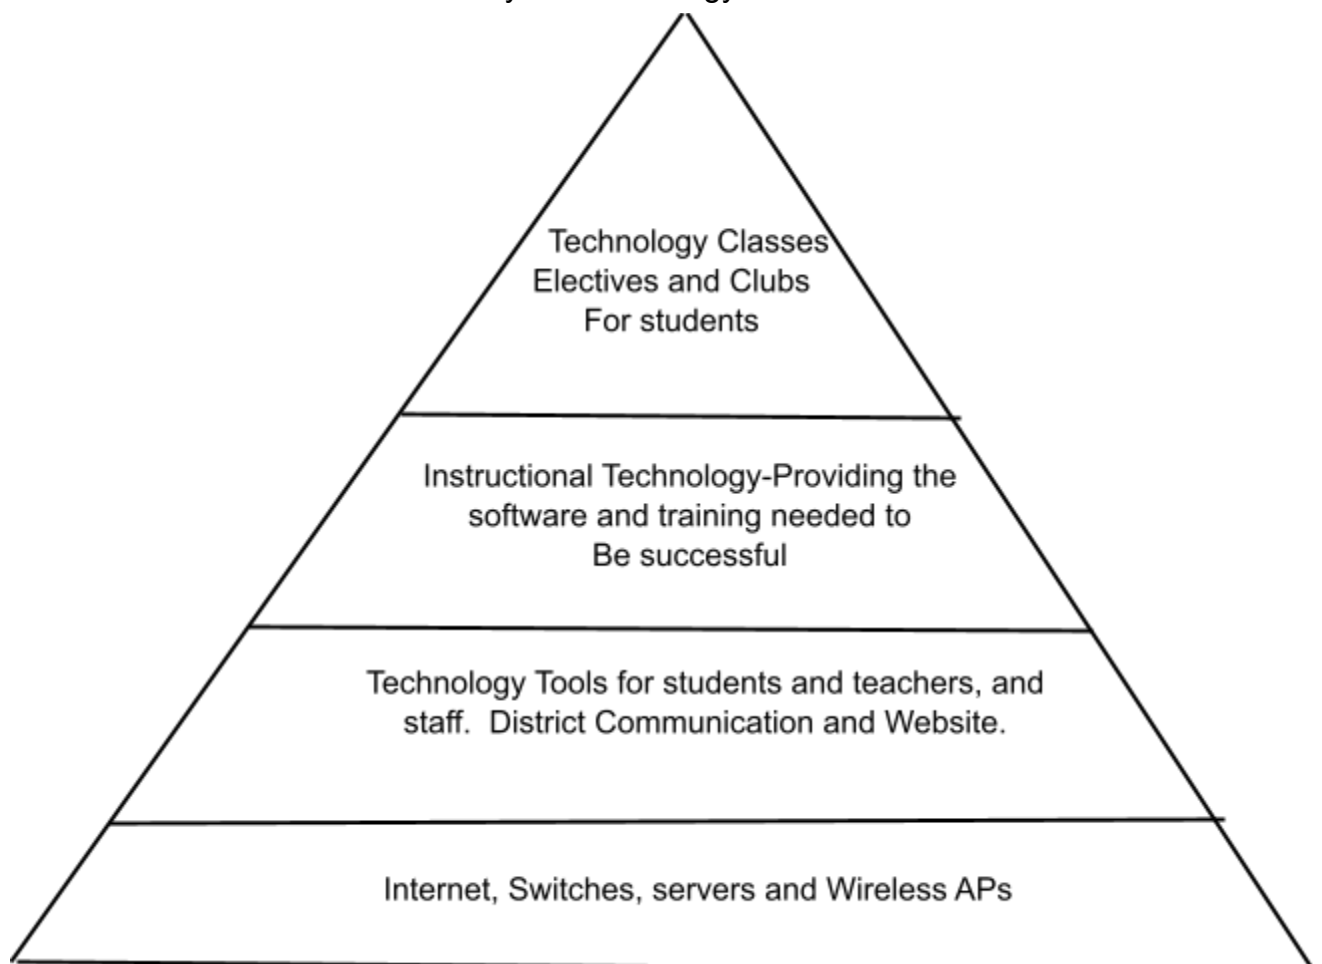 Technology Classes
Electives and Clubs
For students
Instructional Technology-Providing the
software and training needed to
Be successful
Technology Tools for students and teachers, and
staff.  District Communication and Website.
Internet, Switches, servers and Wireless APs